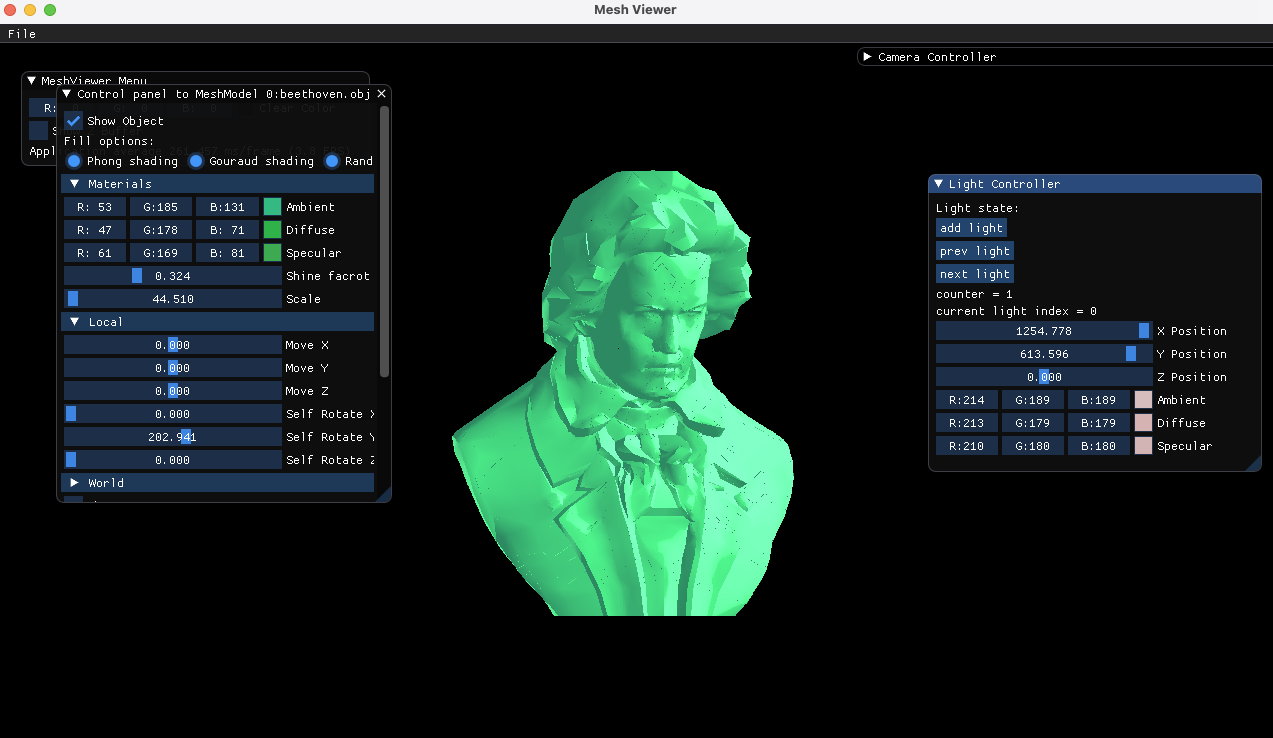 Mesh Viewer
File
Camera Controller
MeshViewer Menu
R:
Appl
Control panel to MeshModel 0:beethoven.obj
Show Object
Fill options:
Phong shading Gouraud shading Rand
Materials
R: 53 G:185 B:131 Ambient
R: 47 G:178 B: 71 Diffuse
R: 61 G:169 B: 81 Specular
0.324 Shine facrot
44.510 Scale
Local
0.000 Move X
0.000 Move Y
0.000 Move Z
0.000 Self Rotate X
202.941 Self Rotate Y
0.000 Self Rotate Z
World
Light Controller
Light state:
add light
prev light
next light
counter = 1
current light index = 0
1254.778 X Position
613.596 Y Position
0.000 Z Position
R:214 G:189 B:189 Ambient
R:213 G:179 B:179 Diffuse
R:210 G:180 B:180 Specular